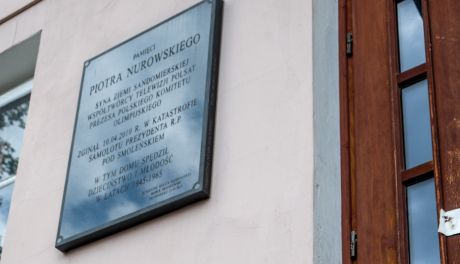 PAMIĘCI
PIOTRA NUROWSKIEGO
SYNA ZIEMI SANDOMIERSKIEJ
WSPÓŁTWÓRCY TELEWIZJI POLSAT
PREZESA POLSKIEGO KOMITETU
OLIMPIJSKIEGO
ZGINĄŁ 10.04.2010 R. W KATASTROFIE
SAMOLOTU PREZYDENTA R.P.
POD SMOLEŃSKIEM
W TYM DOMU SPĘDZIŁ
DZIECIŃSTWO I MŁODOŚĆ
W LATACH 1945-1965